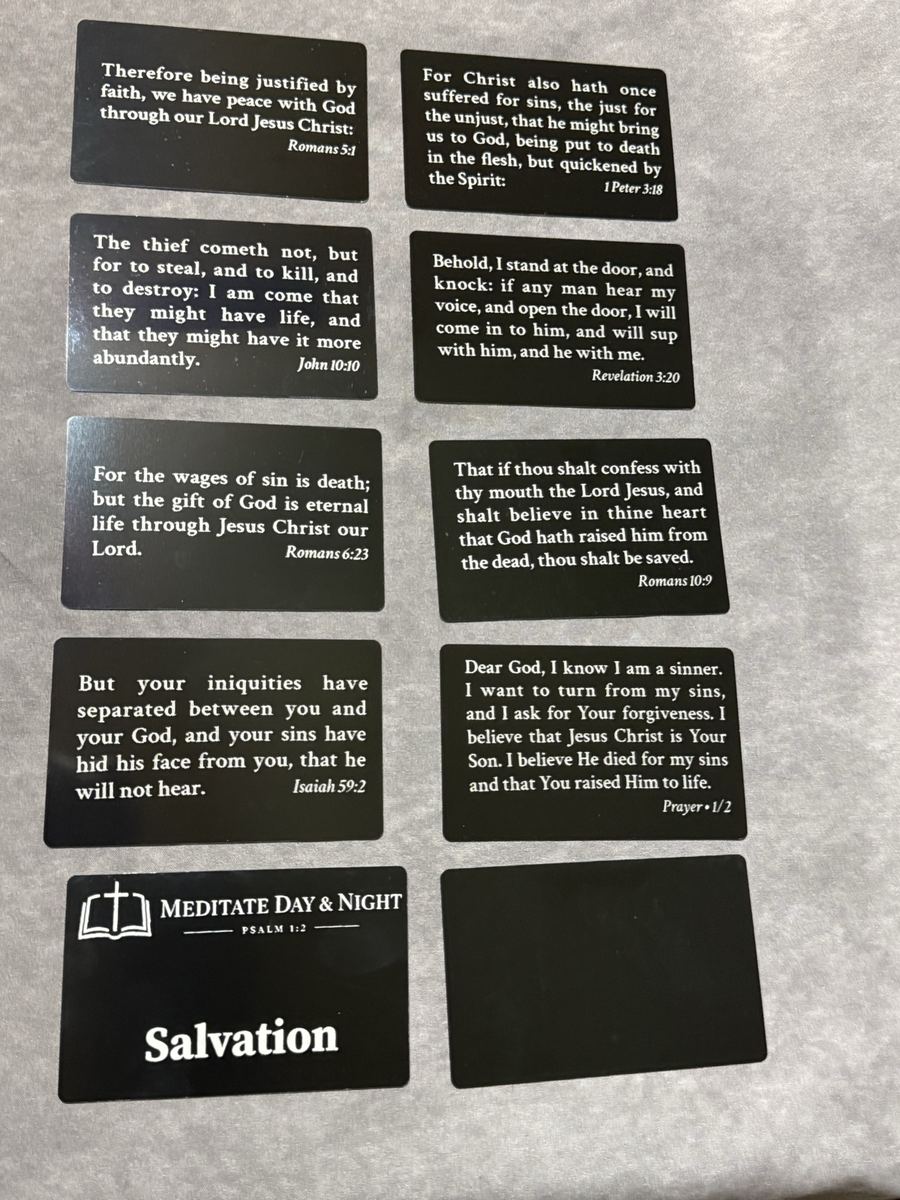 Therefore being justified by
faith, we have peace with God
through our Lord Jesus Christ:
Romans 5:1
For Christ also hath once
suffered for sins, the just for
the unjust, that he might bring
us to God, being put to death
in the flesh, but quickened by
the Spirit: 1 Peter 3:18
The thief cometh not, but
for to steal, and to kill, and
to destroy: I am come that
they might have life, and
that they might have it more
abundantly. John 10:10
Behold, I stand at the door, and
knock: if any man hear my
voice, and open the door, I will
come in to him, and will sup
with him, and he with me.
Revelation 3:20
For the wages of sin is death;
but the gift of God is eternal
life through Jesus Christ our
Lord. Romans 6:23
That if thou shalt confess with
thy mouth the Lord Jesus, and
shalt believe in thine heart
that God hath raised him from
the dead, thou shalt be saved.
Romans 10:9
But your iniquities have
separated between you and
your God, and your sins have
hid his face from you, that he
will not hear. Isaiah 59:2
Dear God, I know I am a sinner.
I want to turn from my sins,
and I ask for Your forgiveness. I
believe that Jesus Christ is Your
Son. I believe He died for my sins
and that You raised Him to life.
Prayer • 1/2
MEDITATE DAY & NIGHT
PSALM 1:2
Salvation